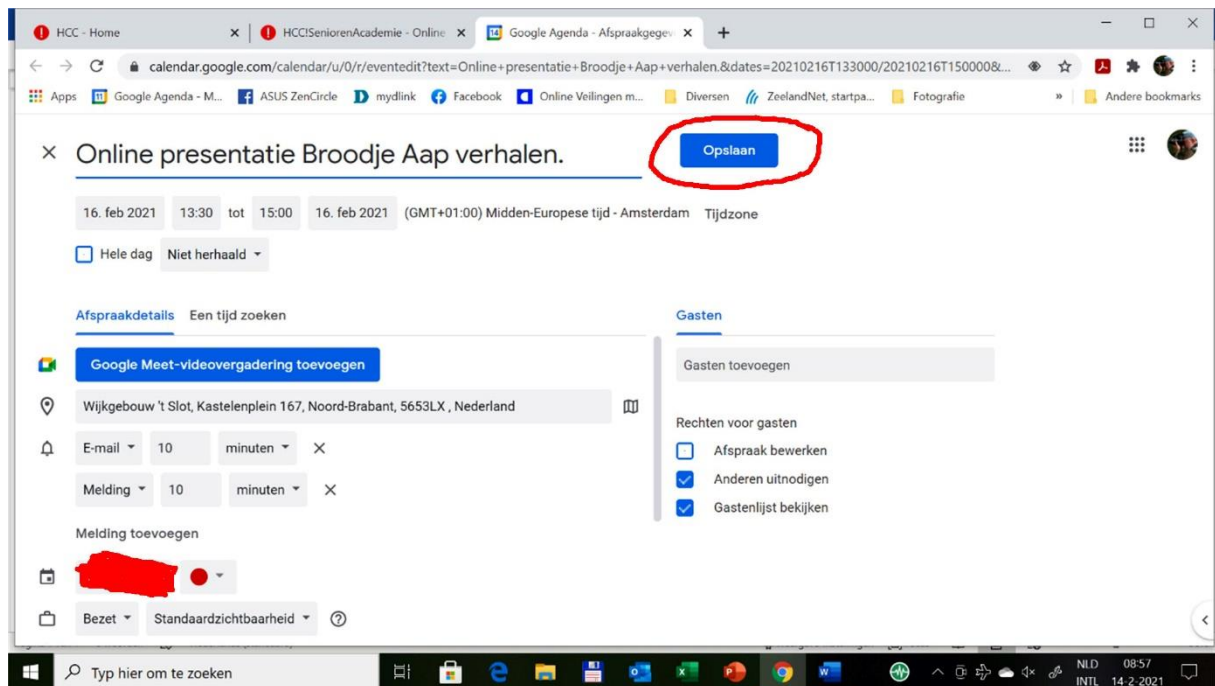 HCC - Home
HCC!SeniorenAcademie - Online
14 Google Agenda - Afspraakgege
calendar.google.com/calendar/u/0/r/eventedit?text=Online+presentatie+Broodje+Aap+verhalen.&dates=20210216T133000/20210216T150000&...
Apps
Google Agenda - M...
ASUS ZenCircle
mydlink
Facebook
Online Veilingen m...
Diversen
ZeelandNet, startpa...
Fotografie
»
Andere bookmarks
Online presentatie Broodje Aap verhalen.
Opslaan
16. feb 2021 13:30 tot 15:00 16. feb 2021 (GMT+01:00) Midden-Europese tijd - Amsterdam Tijdzone
Hele dag Niet herhaald
Afspraakdetails Een tijd zoeken
Gasten
Google Meet-videovergadering toevoegen
Gasten toevoegen
Wijkgebouw 't Slot, Kastelenplein 167, Noord-Brabant, 5653LX , Nederland
Rechten voor gasten
E-mail 10 minuten
Afspraak bewerken
Melding 10 minuten
Anderen uitnodigen
Gastenlijst bekijken
Melding toevoegen
Bezet Standaardzichtbaarheid
Typ hier om te zoeken
NLD 08:57
INTL 14-2-2021